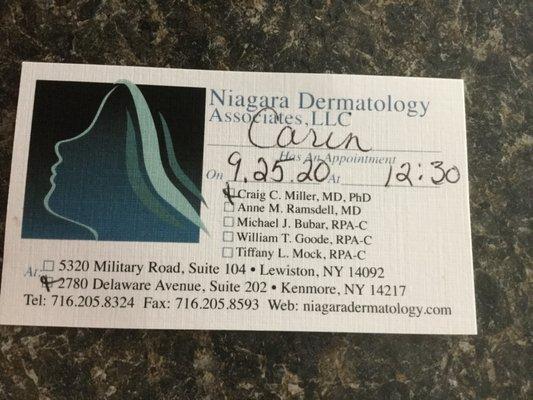 Niagara Dermatology
Associates, LLC
Carin
Has An Appointment
On 9.25.20 At 12:30
Craig C. Miller, MD, PhD
Anne M. Ramsdell, MD
Michael J. Bubar, RPA-C
William T. Goode, RPA-C
Tiffany L. Mock, RPA-C
At: 5320 Military Road, Suite 104 • Lewiston, NY 14092
2780 Delaware Avenue, Suite 202 • Kenmore, NY 14217
Tel: 716.205.8324 Fax: 716.205.8593 Web: niagaradermatology.com